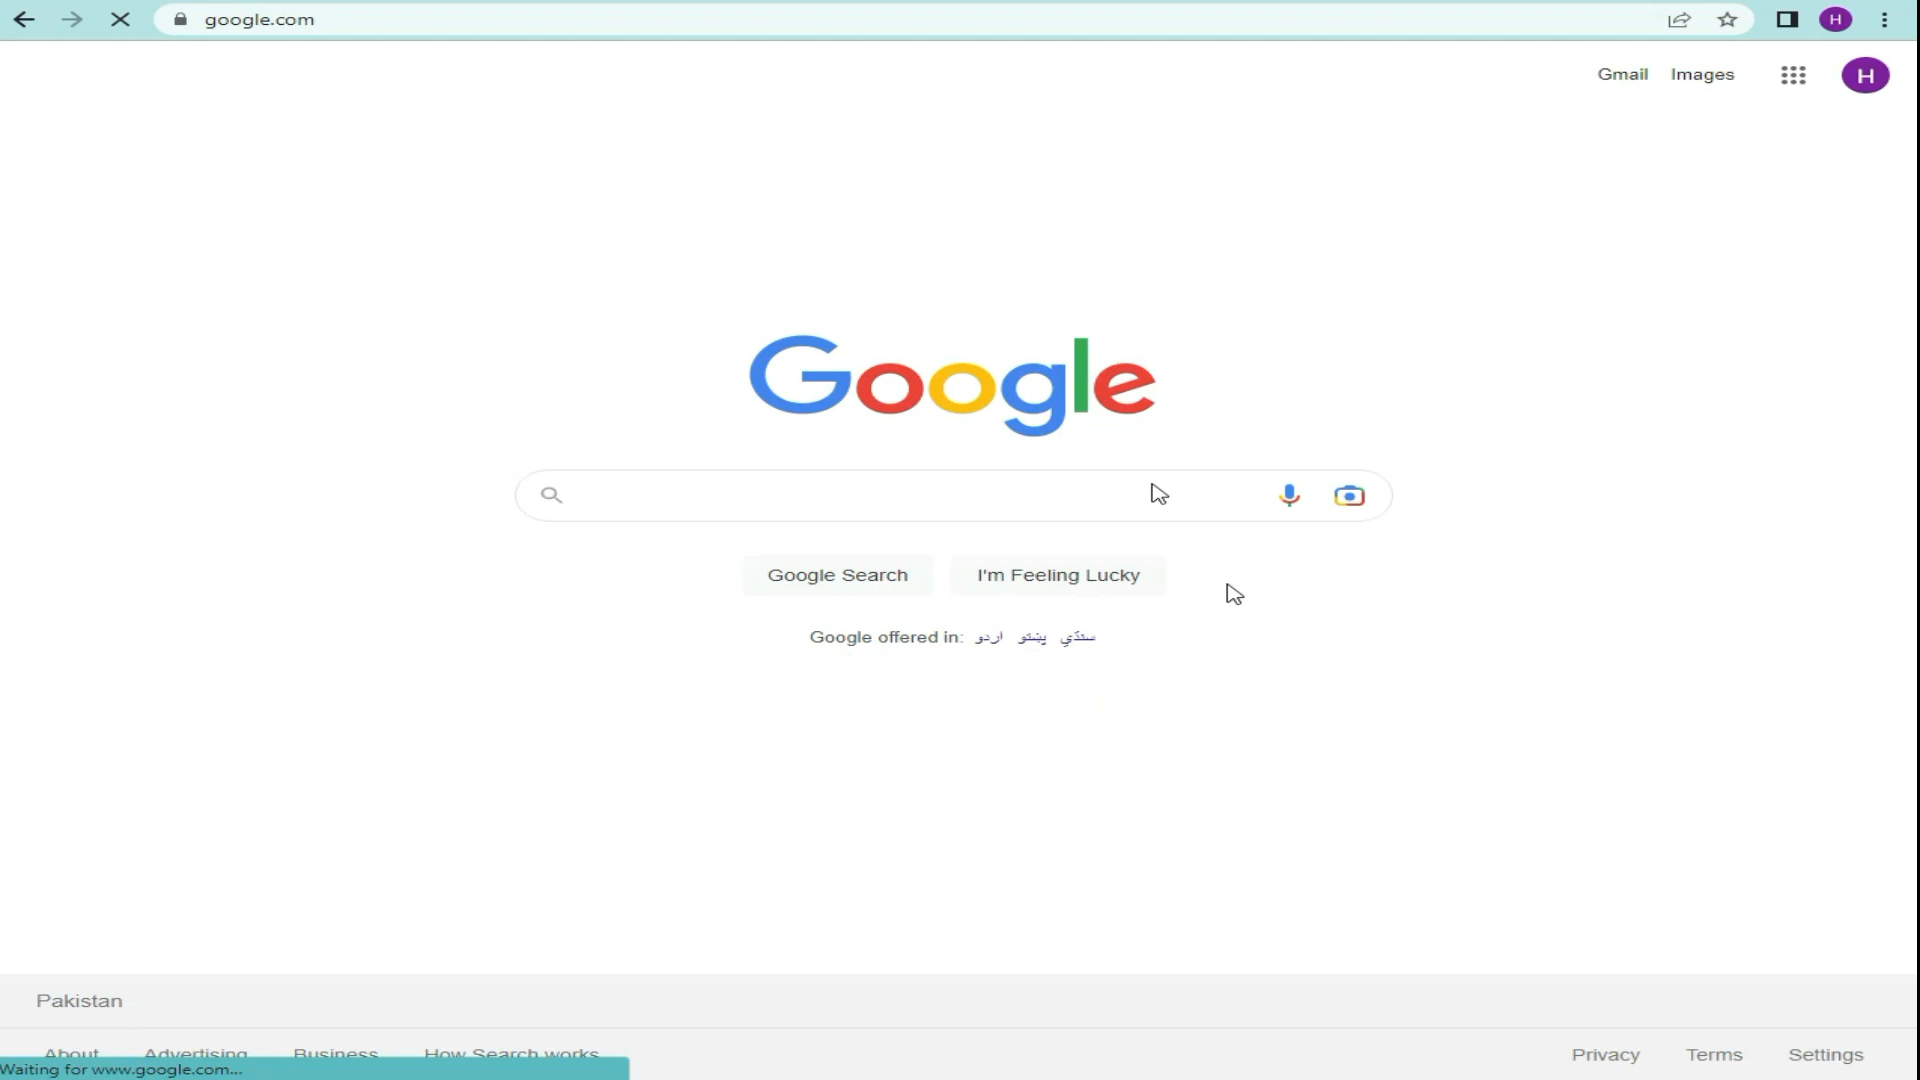 google.com
H
Gmail Images
H
Google
Google Search I'm Feeling Lucky
Google offered in: اردو پښتو سنڌي
Pakistan
About Advertising Business How Search works
Privacy Terms Settings
Waiting for www.google.com...